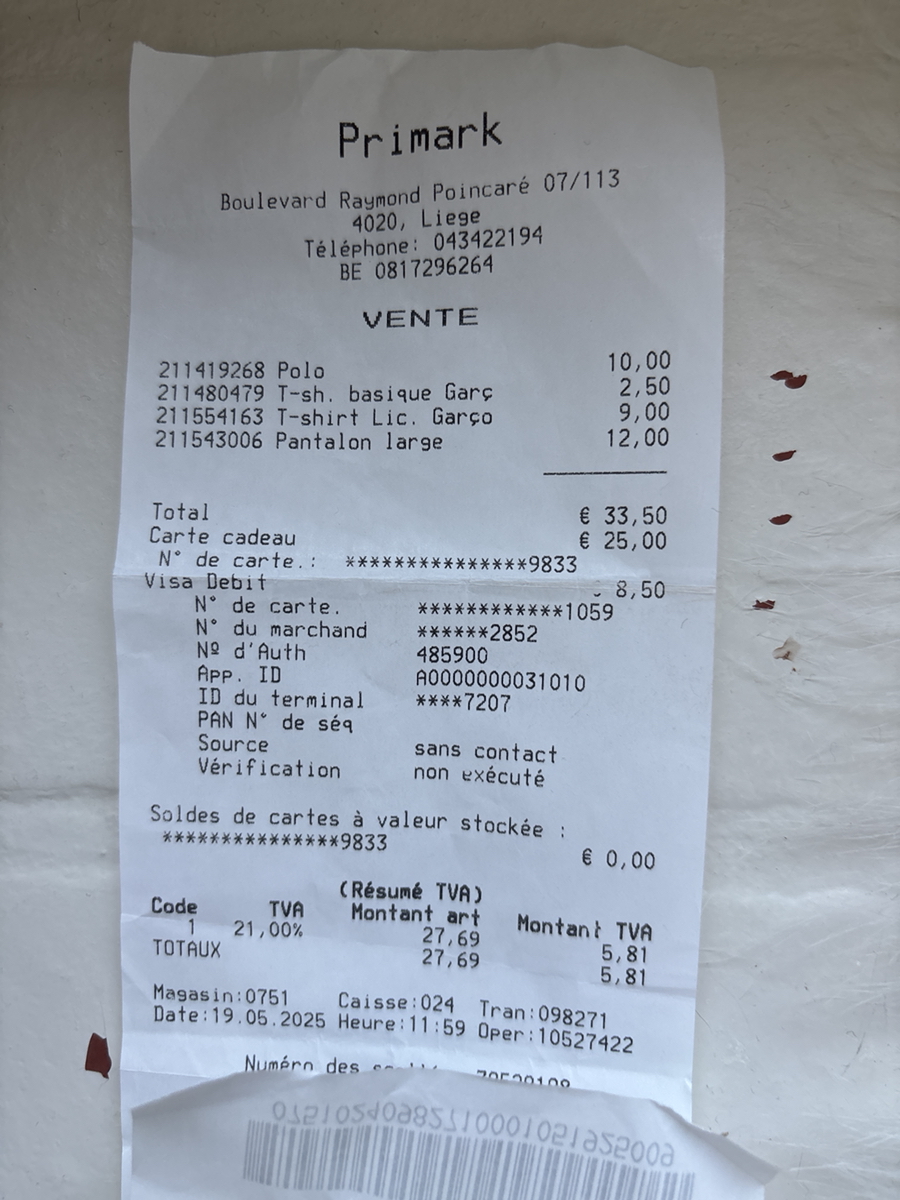 Primark
Boulevard Raymond Poincaré 07/113
4020, Liege
Téléphone: 043422194
BE 0817296264
VENTE
211419268 Polo 10,00
211480479 T-sh. basique Garç 2,50
211554163 T-shirt Lic. Garço 9,00
211543006 Pantalon large 12,00
Total € 33,50
Carte cadeau € 25,00
N° de carte.: ***************9833
Visa Debit 8,50
N° de carte. ************1059
N° du marchand ******2852
Nº d'Auth 485900
App. ID A0000000031010
ID du terminal ****7207
PAN N° de séq
Source sans contact
Vérification non exécuté
Soldes de cartes à valeur stockée :
***************9833
€ 0,00
(Résumé TVA)
Code TVA Montant art Montant TVA
1 21,00% 27,69 5,81
TOTAUX 27,69 5,81
Magasin:0751 Caisse:024 Tran:098271
Date:19.05.2025 Heure:11:59 Oper:10527422
Numéro des